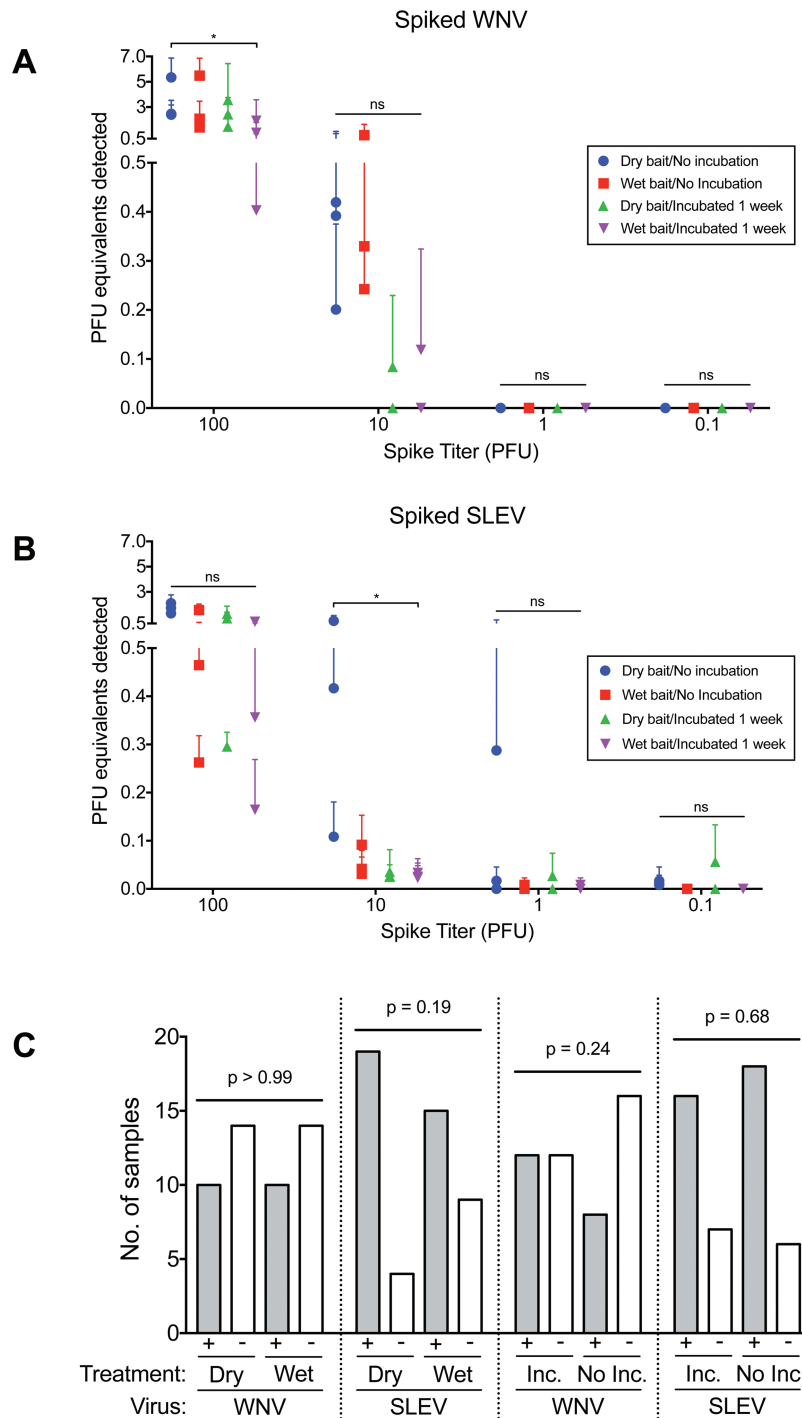 Spiked WNV
A
PFU equivalents detected
7.0
5
3
0.5
0.5
0.4
0.3
0.2
0.1
0.0
*
ns
ns
ns
Dry bait/No incubation
Wet bait/No Incubation
Dry bait/Incubated 1 week
Wet bait/Incubated 1 week
100 10 1 0.1
Spike Titer (PFU)
Spiked SLEV
B
PFU equivalents detected
7.0
5
3
0.5
0.5
0.4
0.3
0.2
0.1
0.0
ns
*
ns
ns
Dry bait/No incubation
Wet bait/No Incubation
Dry bait/Incubated 1 week
Wet bait/Incubated 1 week
100 10 1 0.1
Spike Titer (PFU)
C
No. of samples
20
15
10
5
0
p > 0.99
p = 0.19
p = 0.24
p = 0.68
+ - + - + - + - + - + - + - + -
Treatment: Dry Wet Dry Wet Inc. No Inc. Inc. No Inc
Virus: WNV SLEV WNV SLEV